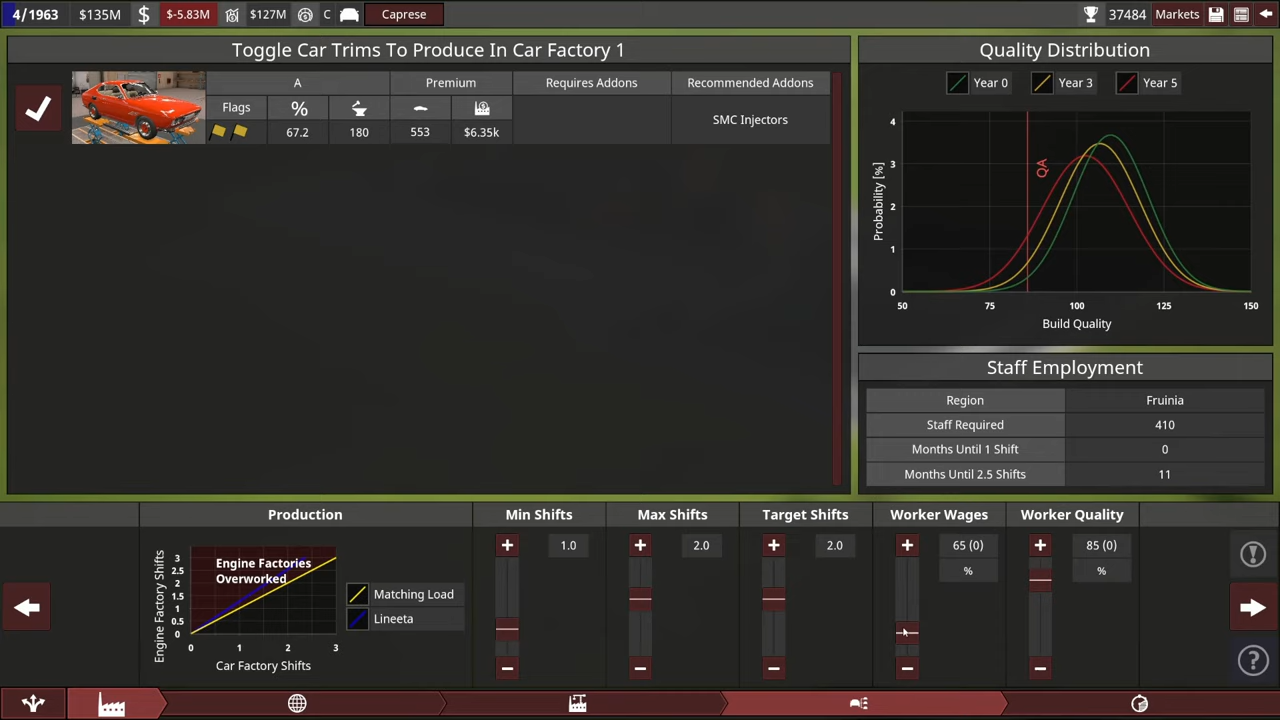 4/1963 $135M $-5.83M $127M C Caprese 37484 Markets
Toggle Car Trims To Produce In Car Factory 1
A Premium Requires Addons Recommended Addons
Flags %
67.2 180 553 $6.35k SMC Injectors
Quality Distribution
Year 0 Year 3 Year 5
Probability [%]
4
3
2
1
0
QA
50 75 100 125 150
Build Quality
Staff Employment
Region Fruinia
Staff Required 410
Months Until 1 Shift 0
Months Until 2.5 Shifts 11
Production
Engine Factory Shifts
3
2.5
2
1.5
1
0.5
0
Engine Factories
Overworked
0 1 2 3
Car Factory Shifts
Matching Load
Lineeta
Min Shifts
+ 1.0
-
Max Shifts
+ 2.0
-
Target Shifts
+ 2.0
-
Worker Wages
+ 65 (0)
%
-
Worker Quality
+ 85 (0)
%
-
!
?